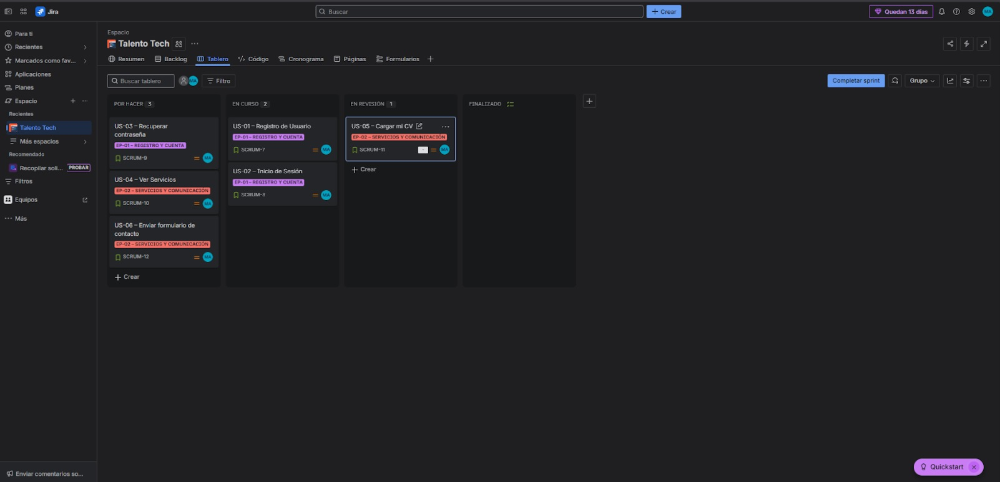 Jira
Buscar
Crear
Quedan 13 días
MA
Para ti
Recientes
Marcados como fav...
Aplicaciones
Planes
Espacio
Recientes
Talento Tech
Más espacios
Recomendado
Recopilar soli... PROBAR
Filtros
Equipos
Más
Enviar comentarios so...
Espacio
Talento Tech
Resumen
Backlog
Tablero
Código
Cronograma
Páginas
Formularios
Buscar tablero
MA
Filtro
Completar sprint
Grupo
POR HACER 3
US-03 – Recuperar
contraseña
EP-01 - REGISTRO Y CUENTA
SCRUM-9
MA
US-04 – Ver Servicios
EP-02 - SERVICIOS Y COMUNICACIÓN
SCRUM-10
MA
US-06 – Enviar formulario de
contacto
EP-02 - SERVICIOS Y COMUNICACIÓN
SCRUM-12
MA
Crear
EN CURSO 2
US-01 – Registro de Usuario
EP-01 - REGISTRO Y CUENTA
SCRUM-7
MA
US-02 – Inicio de Sesión
EP-01 - REGISTRO Y CUENTA
SCRUM-8
MA
EN REVISIÓN 1
US-05 – Cargar mi CV
EP-02 - SERVICIOS Y COMUNICACIÓN
SCRUM-11
-
MA
Crear
FINALIZADO
Quickstart